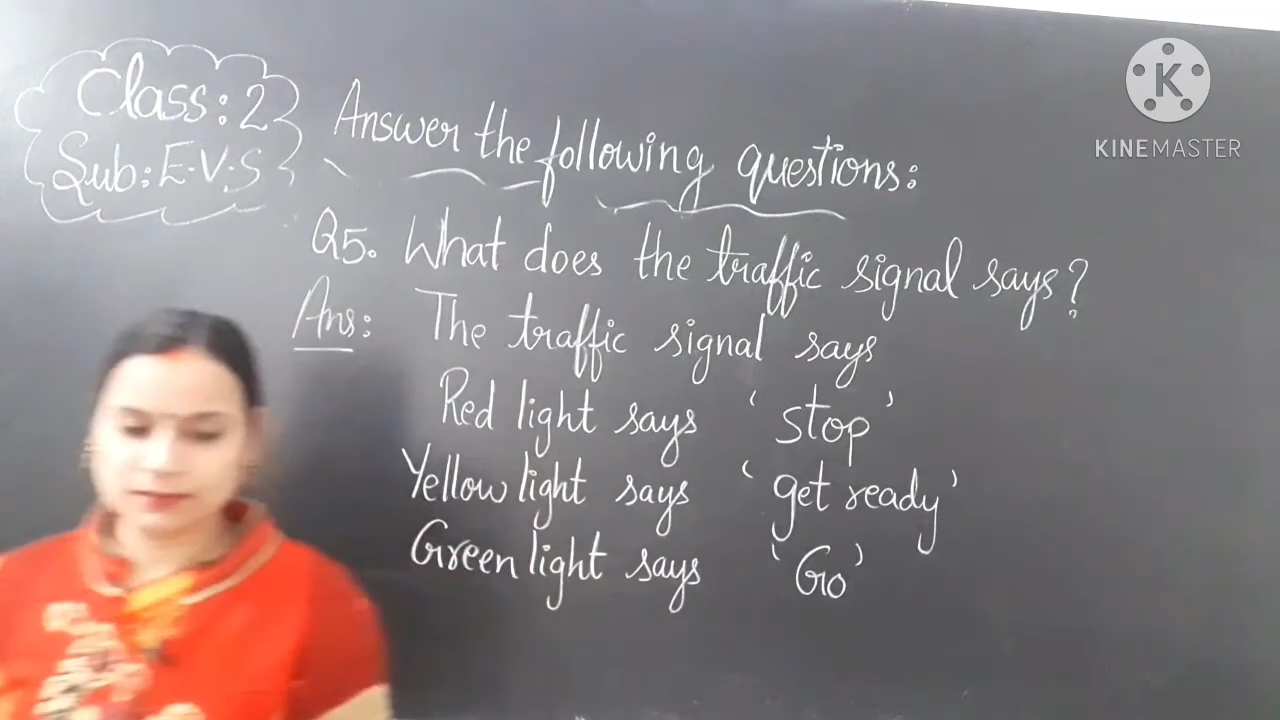 Class: 2
Sub: E.V.S
Answer the following questions:
Q5. What does the traffic signal says?
Ans: The traffic signal says
Red light says 'stop'
Yellow light says 'get ready'
Green light says 'Go'
K
KINEMASTER